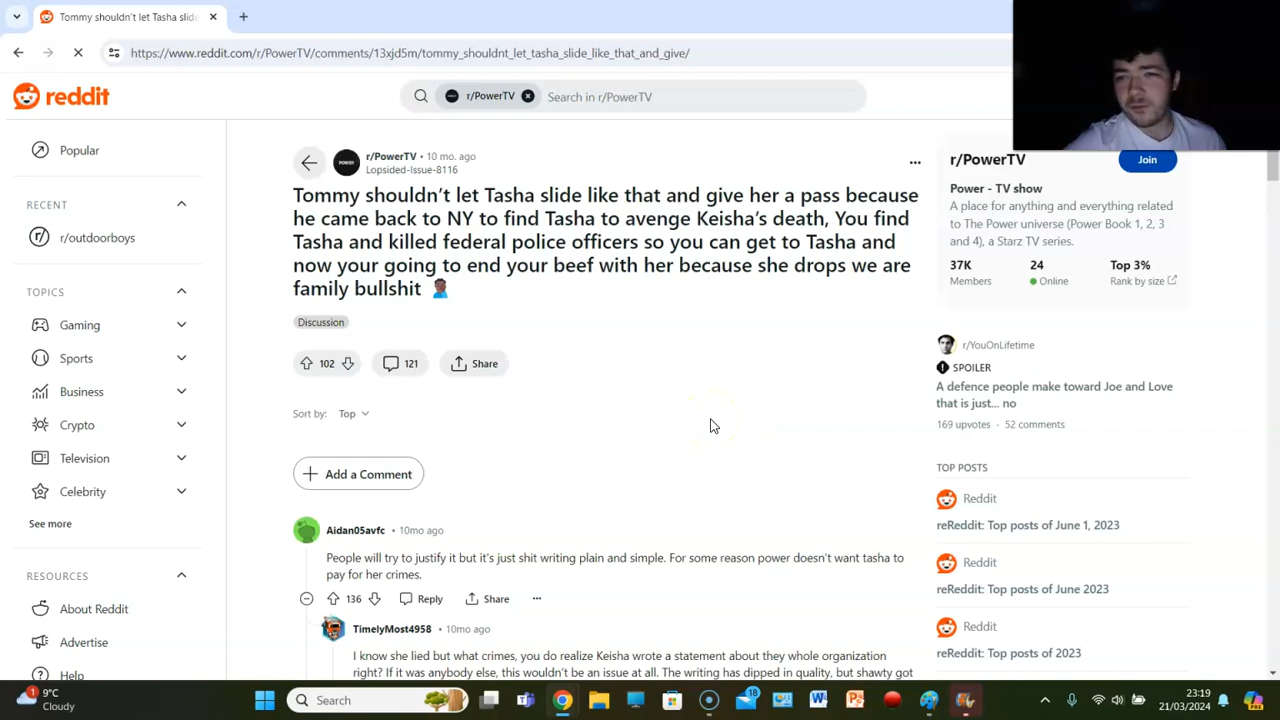 Tommy shouldn't let Tasha slide
https://www.reddit.com/r/PowerTV/comments/13xjd5m/tommy_shouldnt_let_tasha_slide_like_that_and_give/
reddit
r/PowerTV
Search in r/PowerTV
Popular
RECENT
r/outdoorboys
TOPICS
Gaming
Sports
Business
Crypto
Television
Celebrity
See more
RESOURCES
About Reddit
Advertise
Help
POWER
r/PowerTV • 10 mo. ago
Lopsided-Issue-8116
Tommy shouldn't let Tasha slide like that and give her a pass because
he came back to NY to find Tasha to avenge Keisha's death, You find
Tasha and killed federal police officers so you can get to Tasha and
now your going to end your beef with her because she drops we are
family bullshit
Discussion
102
121
Share
Sort by: Top
Add a Comment
Aidan05avfc • 10mo ago
People will try to justify it but it's just shit writing plain and simple. For some reason power doesn't want tasha to
pay for her crimes.
136
Reply
Share
TimelyMost4958 • 10mo ago
I know she lied but what crimes, you do realize Keisha wrote a statement about they whole organization
right? If it was anybody else, this wouldn't be an issue at all. The writing has dipped in quality, but shawty got
r/PowerTV
Join
Power - TV show
A place for anything and everything related
to The Power universe (Power Book 1, 2, 3
and 4), a Starz TV series.
37K
24
Top 3%
Members
Online
Rank by size
r/YouOnLifetime
SPOILER
A defence people make toward Joe and Love
that is just... no
169 upvotes · 52 comments
TOP POSTS
Reddit
reReddit: Top posts of June 1, 2023
Reddit
reReddit: Top posts of June 2023
Reddit
reReddit: Top posts of 2023
1
9°C
Cloudy
Search
18
23:19
21/03/2024